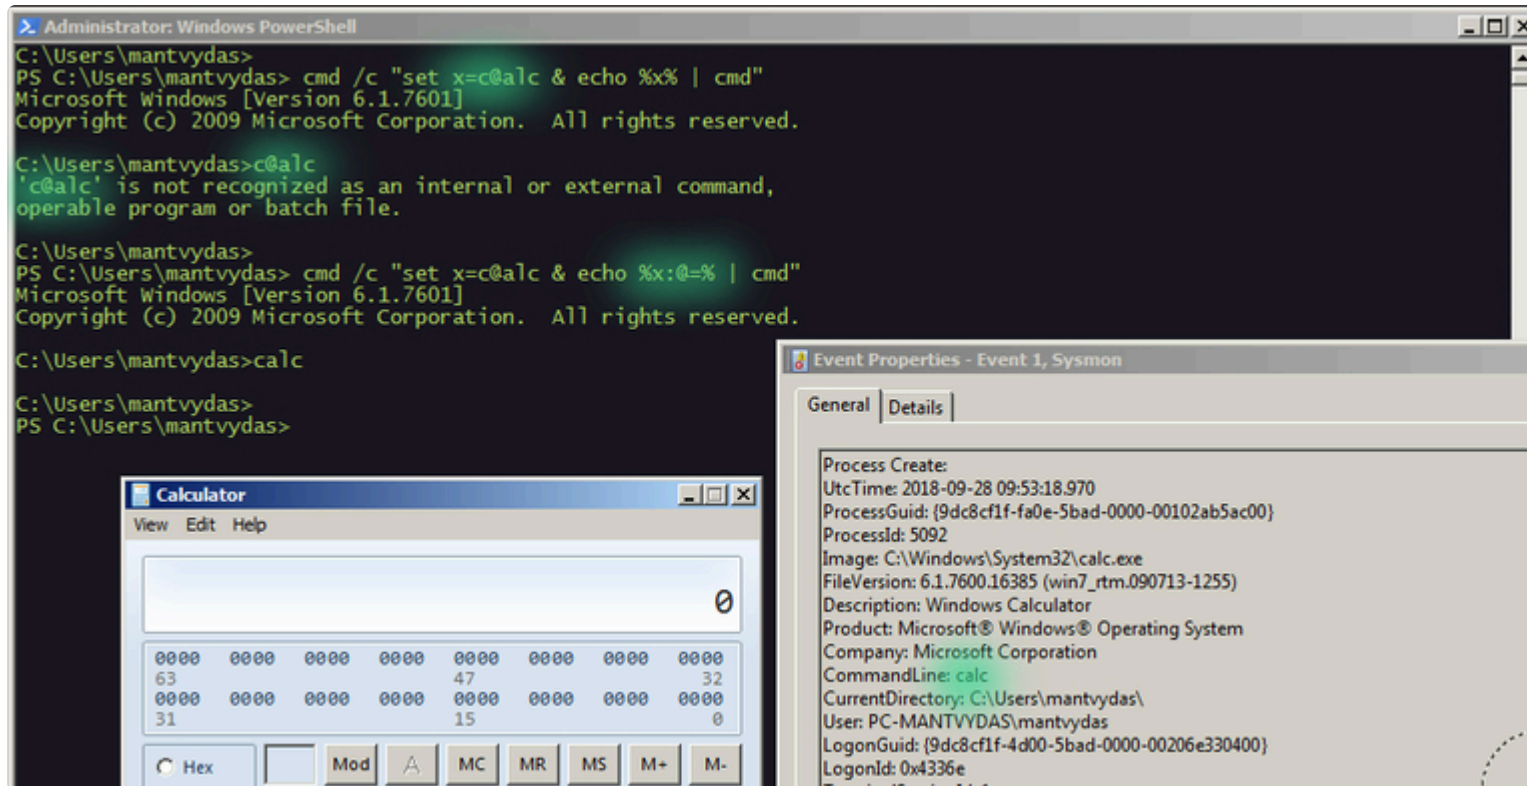 Administrator: Windows PowerShell
C:\Users\mantvydas>
PS C:\Users\mantvydas> cmd /c "set x=c@alc & echo %x% | cmd"
Microsoft Windows [Version 6.1.7601]
Copyright (c) 2009 Microsoft Corporation.  All rights reserved.
C:\Users\mantvydas>c@alc
'c@alc' is not recognized as an internal or external command,
operable program or batch file.
C:\Users\mantvydas>
PS C:\Users\mantvydas> cmd /c "set x=c@alc & echo %x:@=% | cmd"
Microsoft Windows [Version 6.1.7601]
Copyright (c) 2009 Microsoft Corporation.  All rights reserved.
C:\Users\mantvydas>calc
C:\Users\mantvydas>
PS C:\Users\mantvydas>
Calculator
View Edit Help
0
0000 0000 0000 0000 0000 0000 0000 0000
63 47 32
0000 0000 0000 0000 0000 0000 0000 0000
31 15 0
Hex Mod A MC MR MS M+ M-
Event Properties - Event 1, Sysmon
General Details
Process Create:
UtcTime: 2018-09-28 09:53:18.970
ProcessGuid: {9dc8cf1f-fa0e-5bad-0000-00102ab5ac00}
ProcessId: 5092
Image: C:\Windows\System32\calc.exe
FileVersion: 6.1.7600.16385 (win7_rtm.090713-1255)
Description: Windows Calculator
Product: Microsoft® Windows® Operating System
Company: Microsoft Corporation
CommandLine: calc
CurrentDirectory: C:\Users\mantvydas\
User: PC-MANTVYDAS\mantvydas
LogonGuid: {9dc8cf1f-4d00-5bad-0000-00206e330400}
LogonId: 0x4336e